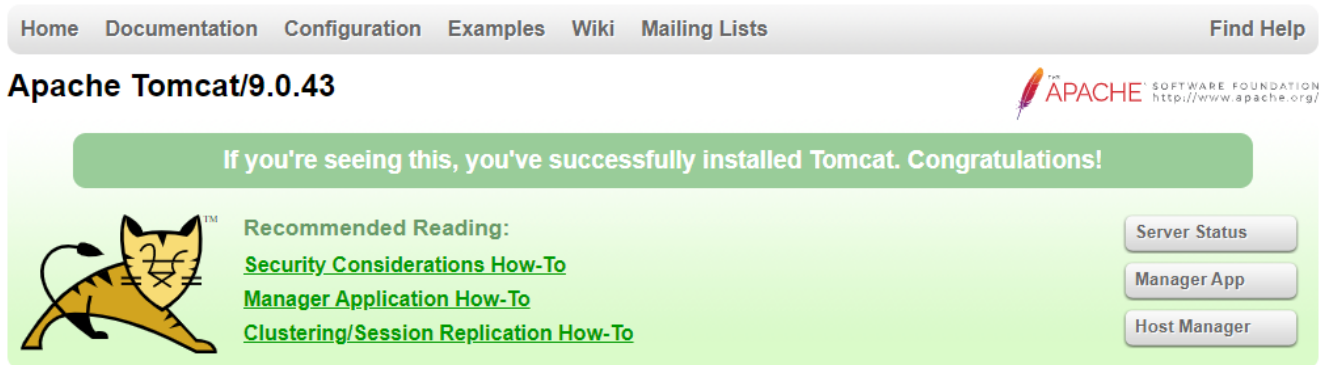 Home Documentation Configuration Examples Wiki Mailing Lists Find Help
Apache Tomcat/9.0.43
THE
APACHE SOFTWARE FOUNDATION
http://www.apache.org/
If you're seeing this, you've successfully installed Tomcat. Congratulations!
TM
Recommended Reading:
Security Considerations How-To
Manager Application How-To
Clustering/Session Replication How-To
Server Status
Manager App
Host Manager